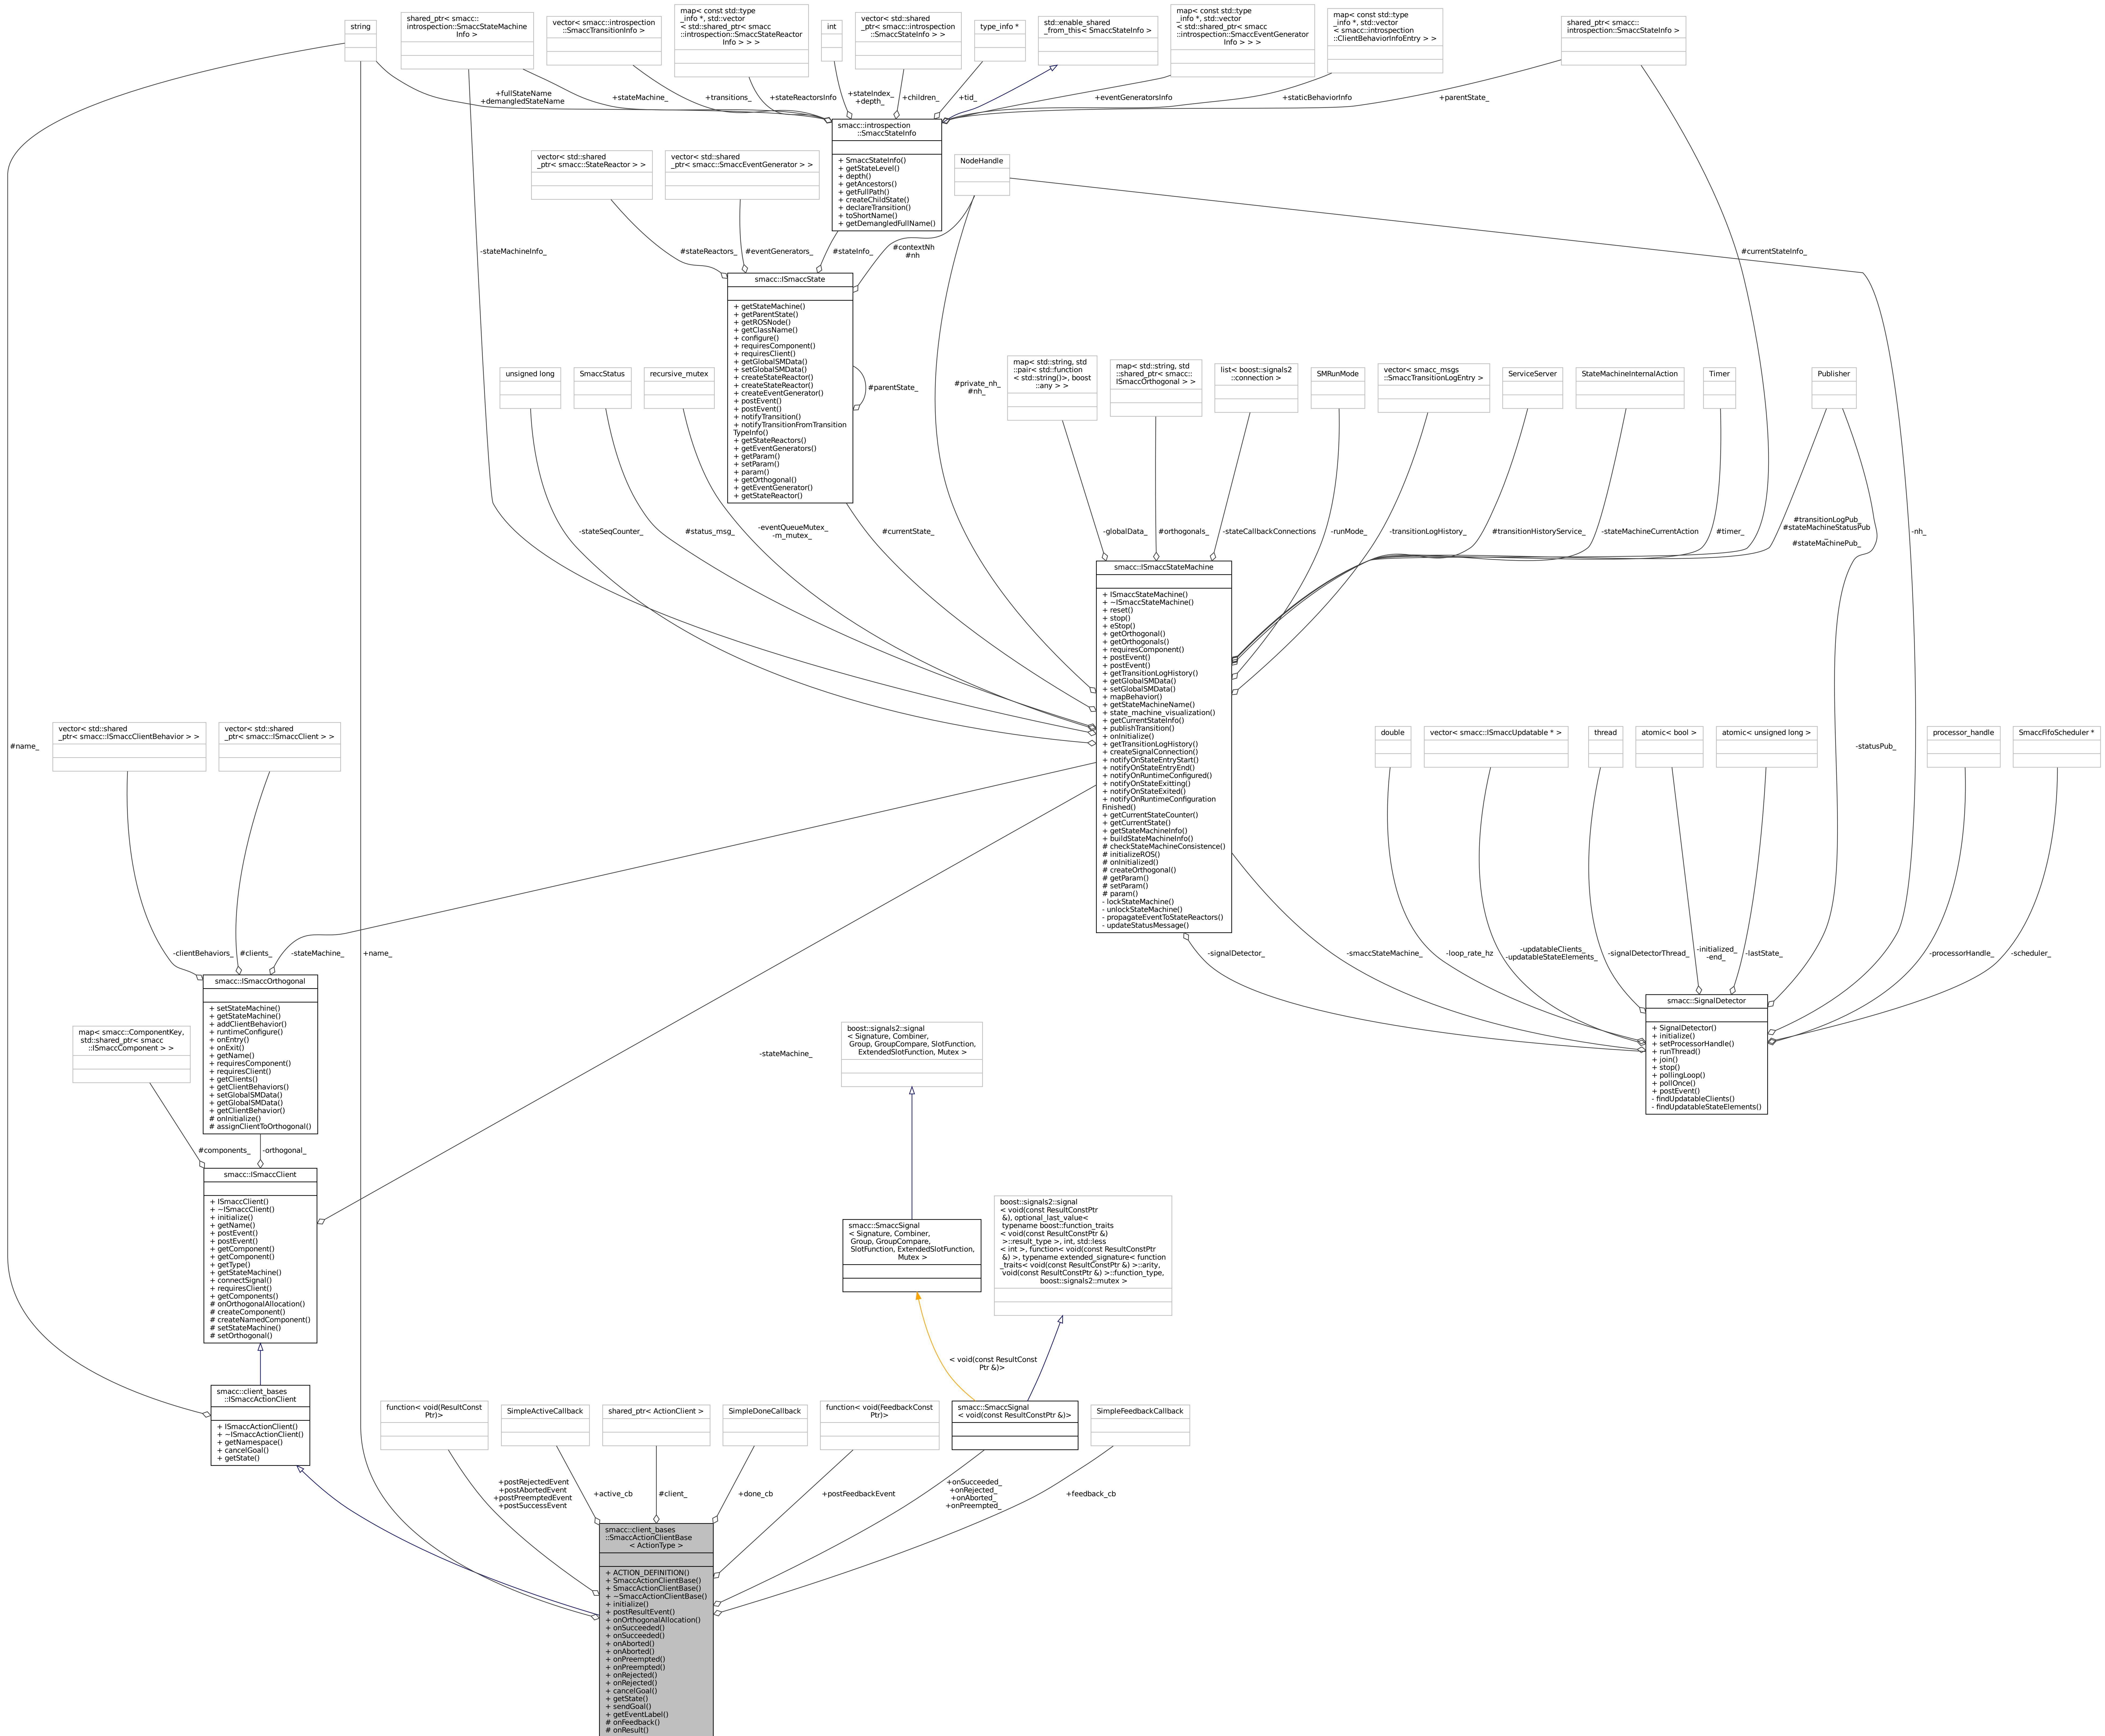 string
shared_ptr< smacc::
introspection::SmaccStateMachine
Info >
vector< smacc::introspection
::SmaccTransitionInfo >
map< const std::type
_info *, std::vector
< std::shared_ptr< smacc
::introspection::SmaccStateReactor
Info > > >
int
vector< std::shared
_ptr< smacc::introspection
::SmaccStateInfo > >
type_info *
std::enable_shared
_from_this< SmaccStateInfo >
map< const std::type
_info *, std::vector
< std::shared_ptr< smacc
::introspection::SmaccEventGenerator
Info > > >
map< const std::type
_info *, std::vector
< smacc::introspection
::ClientBehaviorInfoEntry > >
shared_ptr< smacc::
introspection::SmaccStateInfo >
+fullStateName
+demangledStateName
+stateMachine_
+transitions_
+stateReactorsInfo
+stateIndex_
+depth_
+children_
+tid_
+eventGeneratorsInfo
+staticBehaviorInfo
+parentState_
smacc::introspection
::SmaccStateInfo
+ SmaccStateInfo()
+ getStateLevel()
+ depth()
+ getAncestors()
+ getFullPath()
+ createChildState()
+ declareTransition()
+ toShortName()
+ getDemangledFullName()
vector< std::shared
_ptr< smacc::StateReactor > >
vector< std::shared
_ptr< smacc::SmaccEventGenerator > >
NodeHandle
-stateMachineInfo_
#stateReactors_
#eventGenerators_
#stateInfo_
#contextNh
#nh
#currentStateInfo_
smacc::ISmaccState
+ getStateMachine()
+ getParentState()
+ getROSNode()
+ getClassName()
+ configure()
+ requiresComponent()
+ requiresClient()
+ getGlobalSMData()
+ setGlobalSMData()
+ createStateReactor()
+ createStateReactor()
+ createEventGenerator()
+ postEvent()
+ postEvent()
+ notifyTransition()
+ notifyTransitionFromTransition
TypeInfo()
+ getStateReactors()
+ getEventGenerators()
+ getParam()
+ setParam()
+ param()
+ getOrthogonal()
+ getEventGenerator()
+ getStateReactor()
#parentState_
unsigned long
SmaccStatus
recursive_mutex
#private_nh_
#nh_
map< std::string, std
::pair< std::function
< std::string()>, boost
::any > >
map< std::string, std
::shared_ptr< smacc::
ISmaccOrthogonal > >
list< boost::signals2
::connection >
SMRunMode
vector< smacc_msgs
::SmaccTransitionLogEntry >
ServiceServer
StateMachineInternalAction
Timer
Publisher
-stateSeqCounter_
#status_msg_
-eventQueueMutex_
-m_mutex_
#currentState_
-globalData_
#orthogonals_
-stateCallbackConnections
-runMode_
-transitionLogHistory_
#transitionHistoryService_
-stateMachineCurrentAction
#timer_
#transitionLogPub_
#stateMachineStatusPub
_
#stateMachinePub_
-nh_
smacc::ISmaccStateMachine
+ ISmaccStateMachine()
+ ~ISmaccStateMachine()
+ reset()
+ stop()
+ eStop()
+ getOrthogonal()
+ getOrthogonals()
+ requiresComponent()
+ postEvent()
+ postEvent()
+ getTransitionLogHistory()
+ getGlobalSMData()
+ setGlobalSMData()
+ mapBehavior()
+ getStateMachineName()
+ state_machine_visualization()
+ getCurrentStateInfo()
+ publishTransition()
+ onInitialize()
+ getTransitionLogHistory()
+ createSignalConnection()
+ notifyOnStateEntryStart()
+ notifyOnStateEntryEnd()
+ notifyOnRuntimeConfigured()
+ notifyOnStateExitting()
+ notifyOnStateExited()
+ notifyOnRuntimeConfiguration
Finished()
+ getCurrentStateCounter()
+ getCurrentState()
+ getStateMachineInfo()
+ buildStateMachineInfo()
# checkStateMachineConsistence()
# initializeROS()
# onInitialized()
# createOrthogonal()
# getParam()
# setParam()
# param()
- lockStateMachine()
- unlockStateMachine()
- propagateEventToStateReactors()
- updateStatusMessage()
#name_
vector< std::shared
_ptr< smacc::ISmaccClientBehavior > >
vector< std::shared
_ptr< smacc::ISmaccClient > >
double
vector< smacc::ISmaccUpdatable * >
thread
atomic< bool >
atomic< unsigned long >
-statusPub_
processor_handle
SmaccFifoScheduler *
-clientBehaviors_
#clients_
-stateMachine_
+name_
-signalDetector_
-smaccStateMachine_
-loop_rate_hz
-updatableClients_
-updatableStateElements_
-signalDetectorThread_
-initialized_
-end_
-lastState_
-processorHandle_
-scheduler_
smacc::ISmaccOrthogonal
+ setStateMachine()
+ getStateMachine()
+ addClientBehavior()
+ runtimeConfigure()
+ onEntry()
+ onExit()
+ getName()
+ requiresComponent()
+ requiresClient()
+ getClients()
+ getClientBehaviors()
+ setGlobalSMData()
+ getGlobalSMData()
+ getClientBehavior()
# onInitialize()
# assignClientToOrthogonal()
smacc::SignalDetector
+ SignalDetector()
+ initialize()
+ setProcessorHandle()
+ runThread()
+ join()
+ stop()
+ pollingLoop()
+ pollOnce()
+ postEvent()
- findUpdatableClients()
- findUpdatableStateElements()
map< smacc::ComponentKey,
std::shared_ptr< smacc
::ISmaccComponent > >
-stateMachine_
boost::signals2::signal
< Signature, Combiner,
Group, GroupCompare, SlotFunction,
ExtendedSlotFunction, Mutex >
#components_
-orthogonal_
smacc::ISmaccClient
+ ISmaccClient()
+ ~ISmaccClient()
+ initialize()
+ getName()
+ postEvent()
+ postEvent()
+ getComponent()
+ getComponent()
+ getType()
+ getStateMachine()
+ connectSignal()
+ requiresClient()
+ getComponents()
# onOrthogonalAllocation()
# createComponent()
# createNamedComponent()
# setStateMachine()
# setOrthogonal()
smacc::SmaccSignal
< Signature, Combiner,
Group, GroupCompare,
SlotFunction, ExtendedSlotFunction,
Mutex >
boost::signals2::signal
< void(const ResultConstPtr
&), optional_last_value<
typename boost::function_traits
< void(const ResultConstPtr &)
>::result_type >, int, std::less
< int >, function< void(const ResultConstPtr
&) >, typename extended_signature< function
_traits< void(const ResultConstPtr &) >::arity,
void(const ResultConstPtr &) >::function_type,
boost::signals2::mutex >
< void(const ResultConst
Ptr &)>
smacc::client_bases
::ISmaccActionClient
+ ISmaccActionClient()
+ ~ISmaccActionClient()
+ getNamespace()
+ cancelGoal()
+ getState()
function< void(ResultConst
Ptr)>
SimpleActiveCallback
shared_ptr< ActionClient >
SimpleDoneCallback
function< void(FeedbackConst
Ptr)>
smacc::SmaccSignal
< void(const ResultConstPtr &)>
SimpleFeedbackCallback
+postRejectedEvent
+postAbortedEvent
+postPreemptedEvent
+postSuccessEvent
+active_cb
#client_
+done_cb
+postFeedbackEvent
+onSucceeded_
+onRejected_
+onAborted_
+onPreempted_
+feedback_cb
smacc::client_bases
::SmaccActionClientBase
< ActionType >
+ ACTION_DEFINITION()
+ SmaccActionClientBase()
+ SmaccActionClientBase()
+ ~SmaccActionClientBase()
+ initialize()
+ postResultEvent()
+ onOrthogonalAllocation()
+ onSucceeded()
+ onSucceeded()
+ onAborted()
+ onAborted()
+ onPreempted()
+ onPreempted()
+ onRejected()
+ onRejected()
+ cancelGoal()
+ getState()
+ sendGoal()
+ getEventLabel()
# onFeedback()
# onResult()